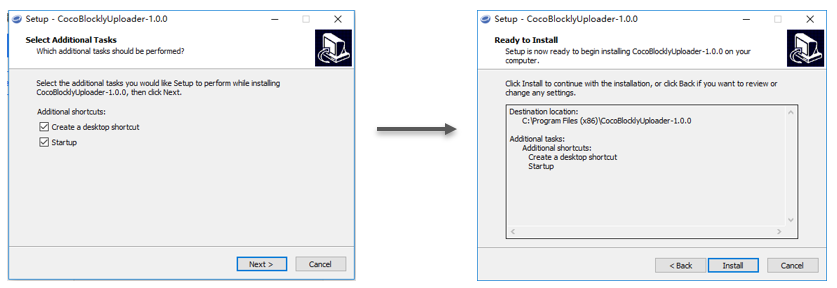 Setup - CocoBlocklyUploader-1.0.0
Select Additional Tasks
Which additional tasks should be performed?
Select the additional tasks you would like Setup to perform while installing
CocoBlocklyUploader-1.0.0, then click Next.
Additional shortcuts:
Create a desktop shortcut
Startup
Next >
Cancel
Setup - CocoBlocklyUploader-1.0.0
Ready to Install
Setup is now ready to begin installing CocoBlocklyUploader-1.0.0 on your
computer.
Click Install to continue with the installation, or click Back if you want to review or
change any settings.
Destination location:
C:\Program Files (x86)\CocoBlocklyUploader-1.0.0
Additional tasks:
Additional shortcuts:
Create a desktop shortcut
Startup
< Back
Install
Cancel